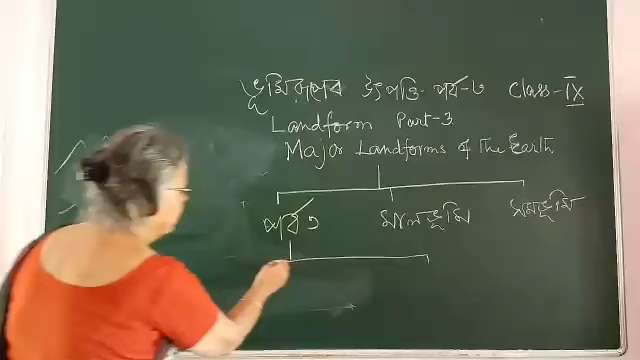 ভূমিরূপের উৎপত্তি পর্ব-৩ Class-IX
Landform Part-3
Major Landforms of the Earth
পর্বত মালভূমি সমভূমি